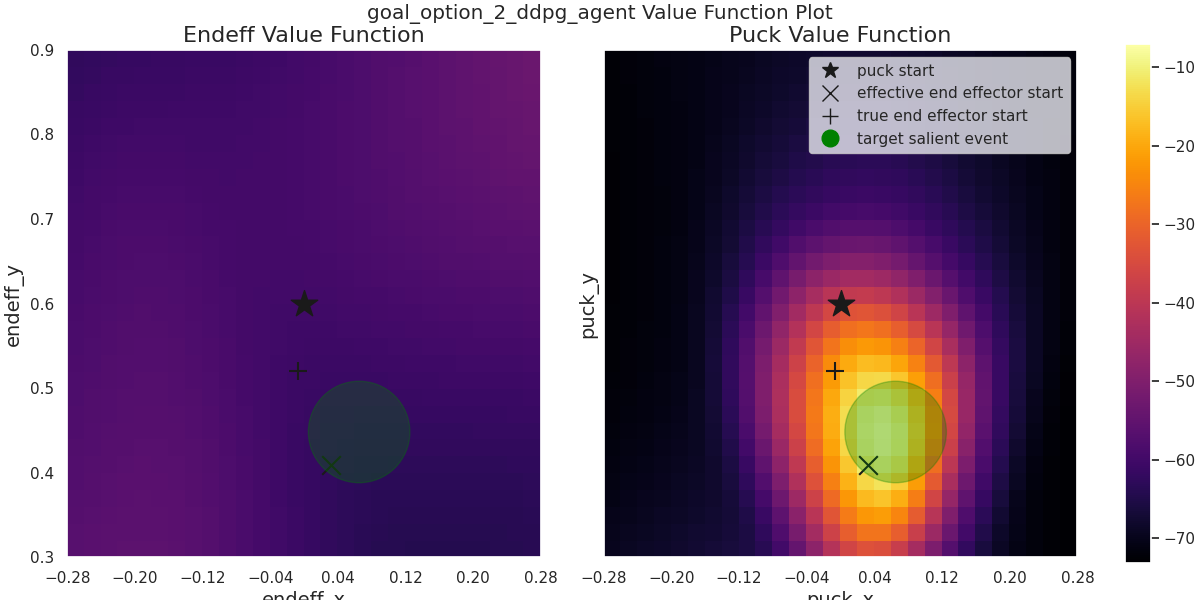 goal_option_2_ddpg_agent Value Function Plot
Endeff Value Function
Puck Value Function
0.9
0.8
0.7
0.6
0.5
0.4
0.3
endeff_y
−0.28 −0.20 −0.12 −0.04 0.04 0.12 0.20 0.28
endeff_x
puck_y
puck start
effective end effector start
true end effector start
target salient event
−0.28 −0.20 −0.12 −0.04 0.04 0.12 0.20 0.28
puck_x
−10
−20
−30
−40
−50
−60
−70